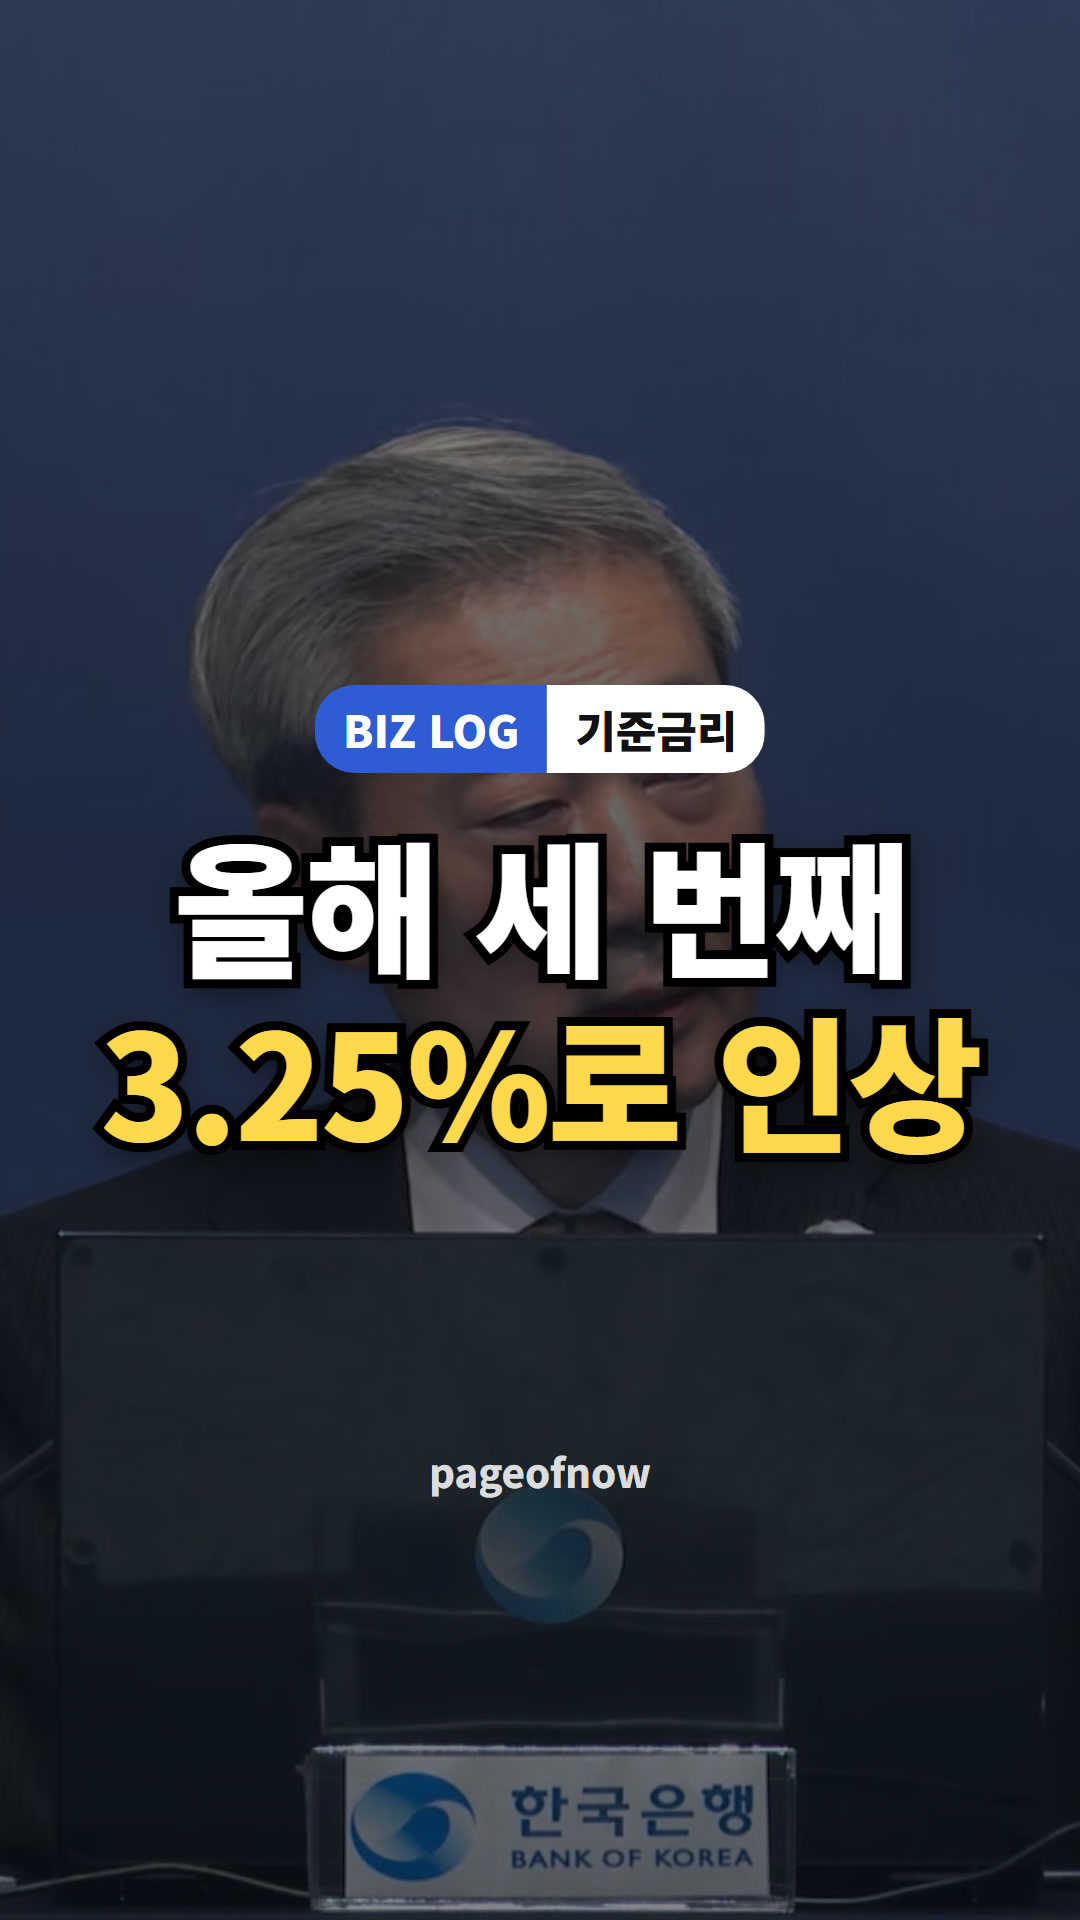 BIZ LOG 기준금리
올해 세 번째
3.25%로 인상
pageofnow
한국은행
BANK OF KOREA